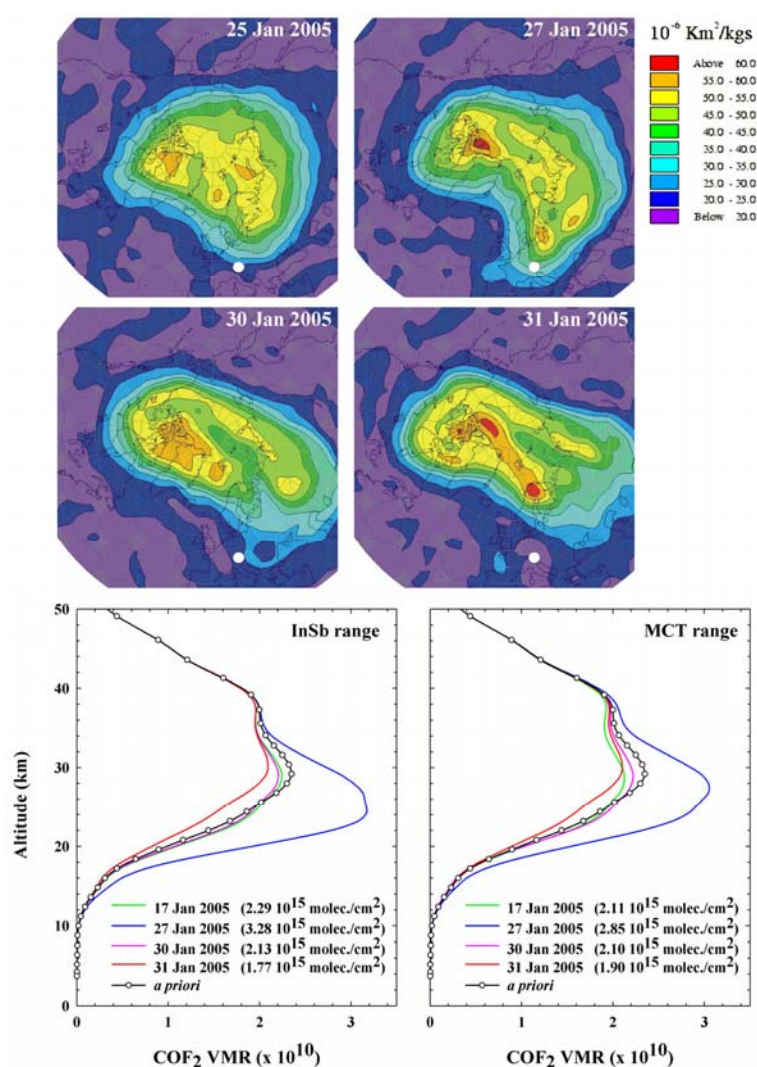 25 Jan 2005
27 Jan 2005
10⁻⁶ Km²/kgs
Above 60.0
55.0 - 60.0
50.0 - 55.0
45.0 - 50.0
40.0 - 45.0
35.0 - 40.0
30.0 - 35.0
25.0 - 30.0
20.0 - 25.0
Below 20.0
30 Jan 2005
31 Jan 2005
50
40
30
20
10
0
Altitude (km)
InSb range
17 Jan 2005 (2.29 10¹⁵ molec./cm²)
27 Jan 2005 (3.28 10¹⁵ molec./cm²)
30 Jan 2005 (2.13 10¹⁵ molec./cm²)
31 Jan 2005 (1.77 10¹⁵ molec./cm²)
a priori
0 1 2 3
COF₂ VMR (x 10¹⁰)
MCT range
17 Jan 2005 (2.11 10¹⁵ molec./cm²)
27 Jan 2005 (2.85 10¹⁵ molec./cm²)
30 Jan 2005 (2.10 10¹⁵ molec./cm²)
31 Jan 2005 (1.90 10¹⁵ molec./cm²)
a priori
0 1 2 3
COF₂ VMR (x 10¹⁰)